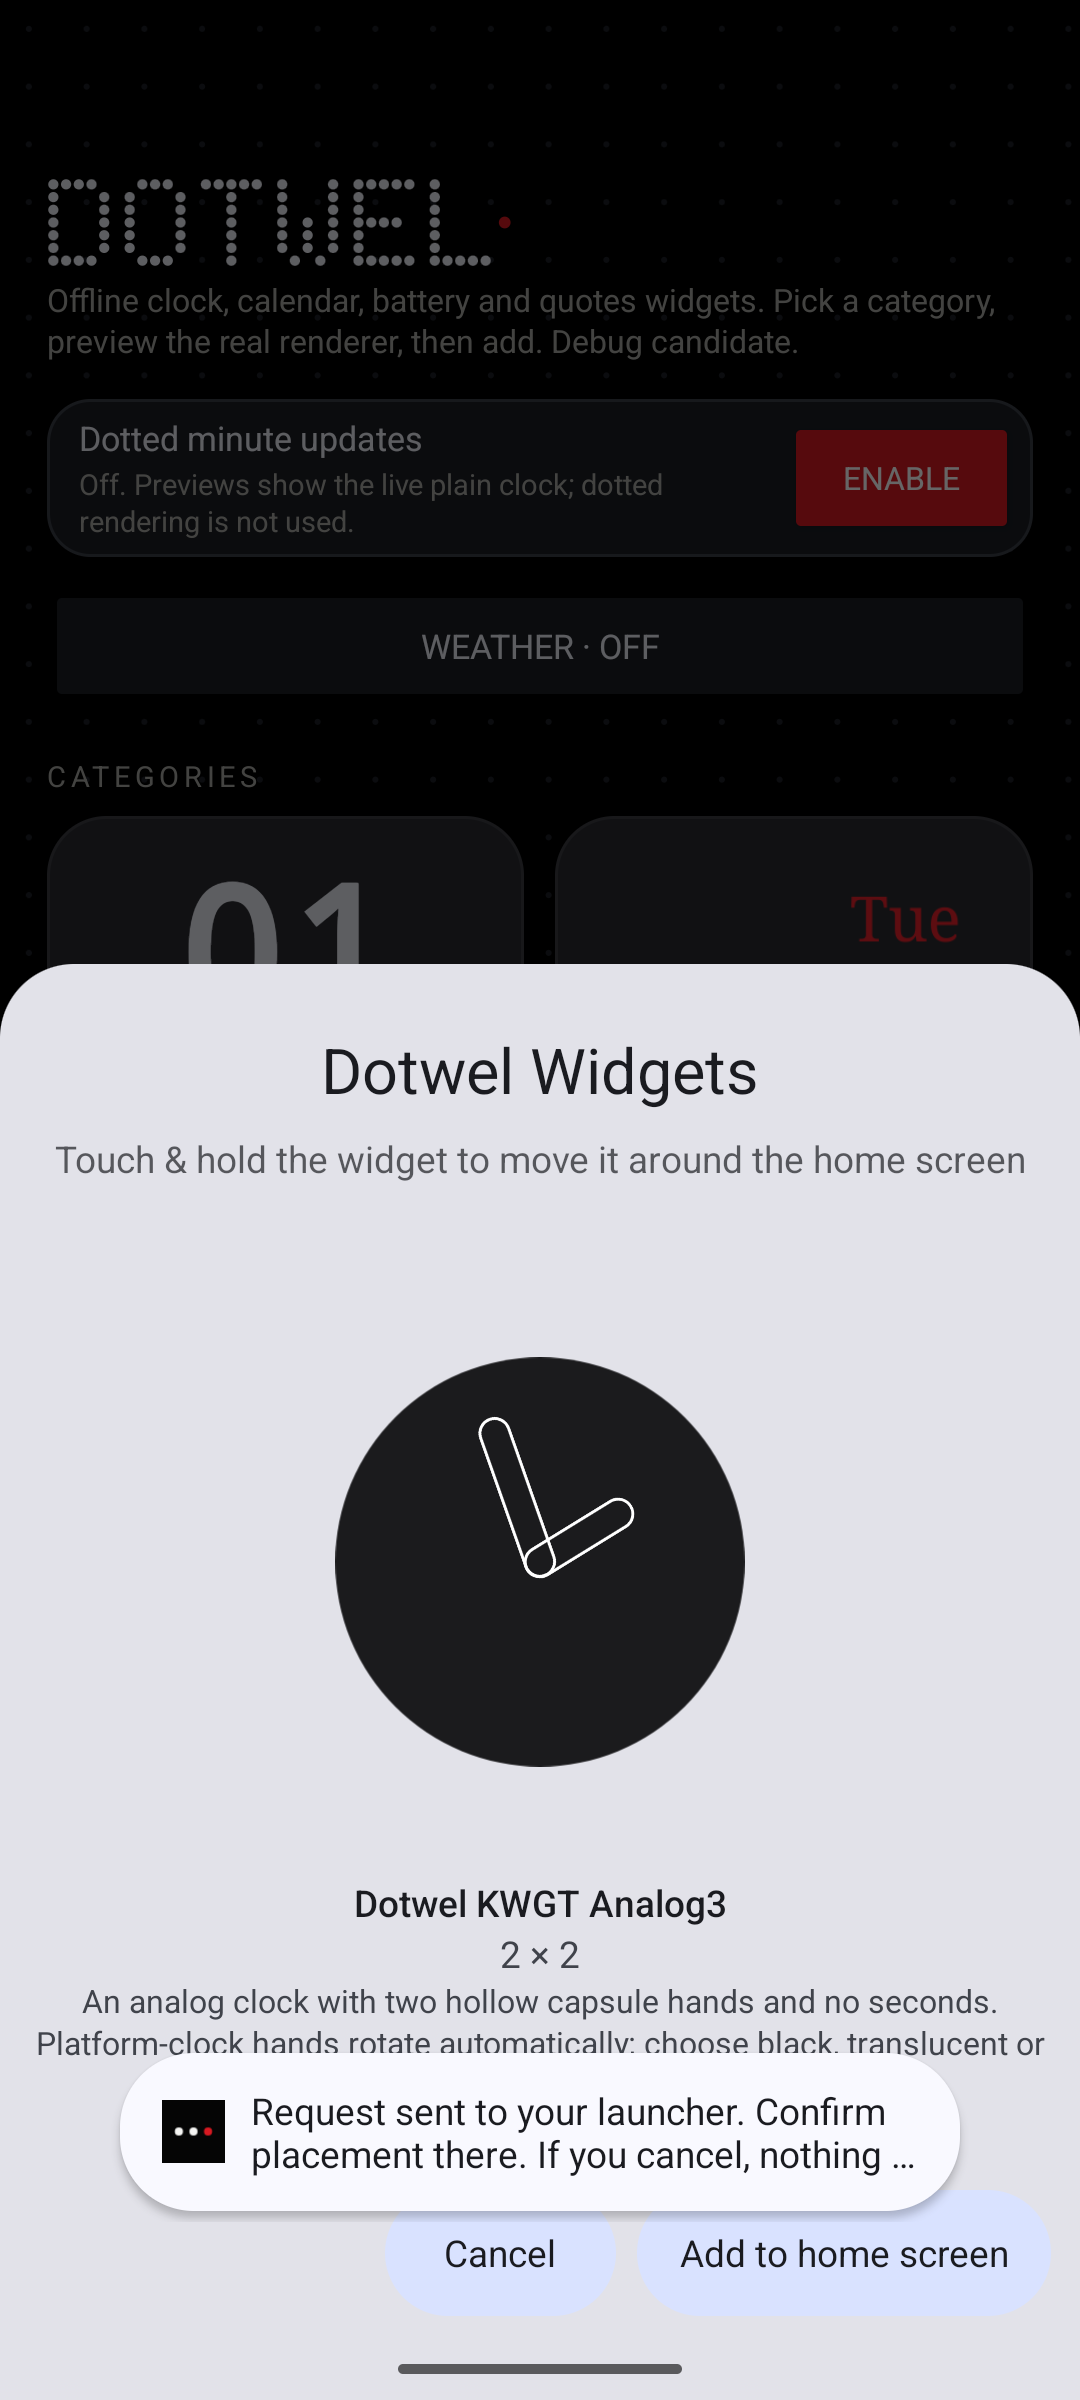 DOTWEL
Offline clock, calendar, battery and quotes widgets. Pick a category,
preview the real renderer, then add. Debug candidate.
Dotted minute updates
Off. Previews show the live plain clock; dotted
rendering is not used.
ENABLE
WEATHER · OFF
CATEGORIES
01
Tue
Dotwel Widgets
Touch & hold the widget to move it around the home screen
Dotwel KWGT Analog3
2 × 2
An analog clock with two hollow capsule hands and no seconds.
Platform-clock hands rotate automatically; choose black, translucent or
Request sent to your launcher. Confirm
placement there. If you cancel, nothing ...
Cancel
Add to home screen